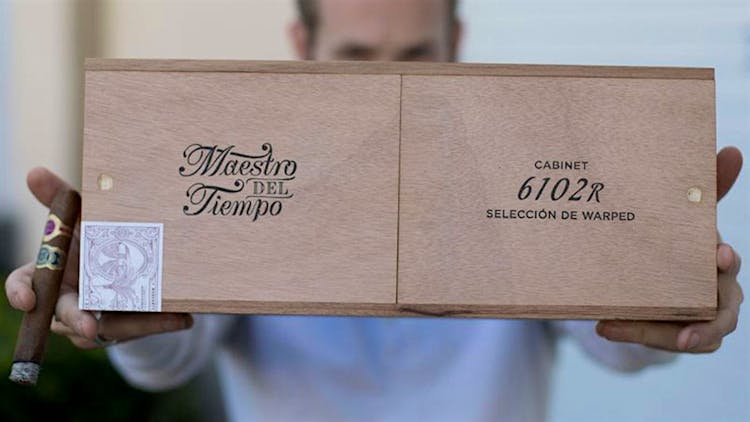 Maestro
DEL
Tiempo
CABINET
6102R
SELECCIÓN DE WARPED